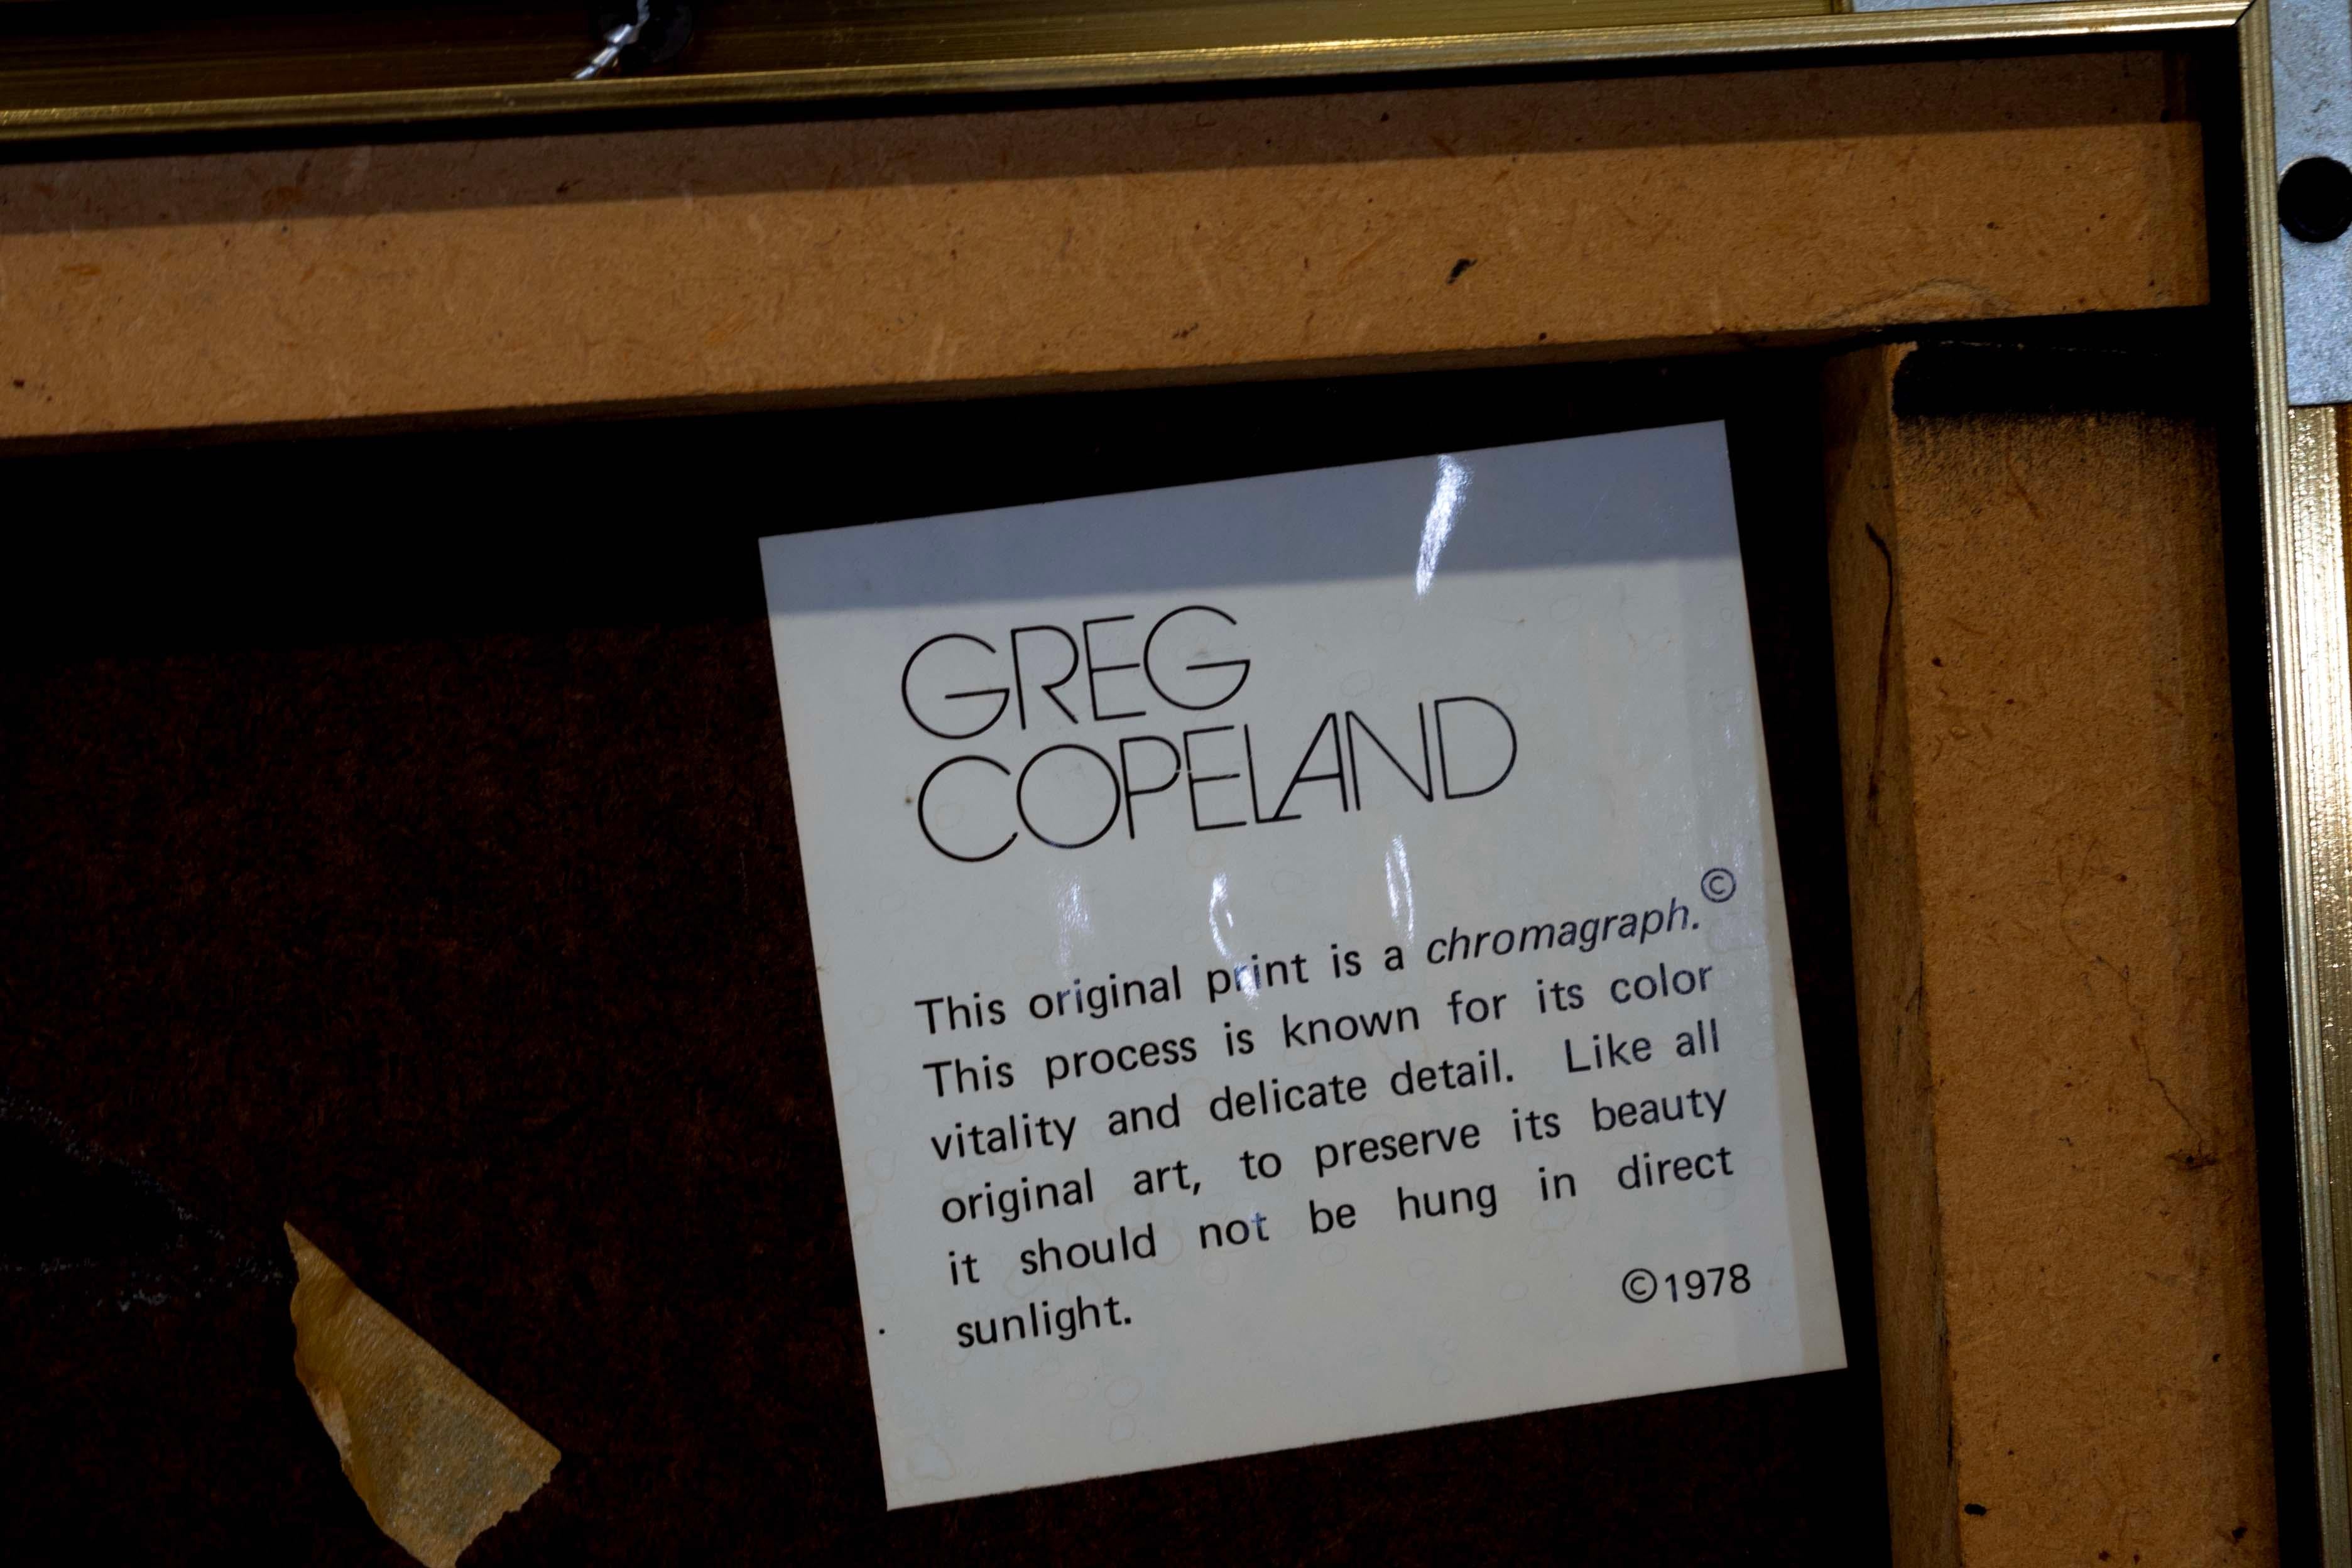 GREG
COPELAND
This original print is a chromagraph.©
This process is known for its color
vitality and delicate detail. Like all
original art, to preserve its beauty
it should not be hung in direct
sunlight.
©1978